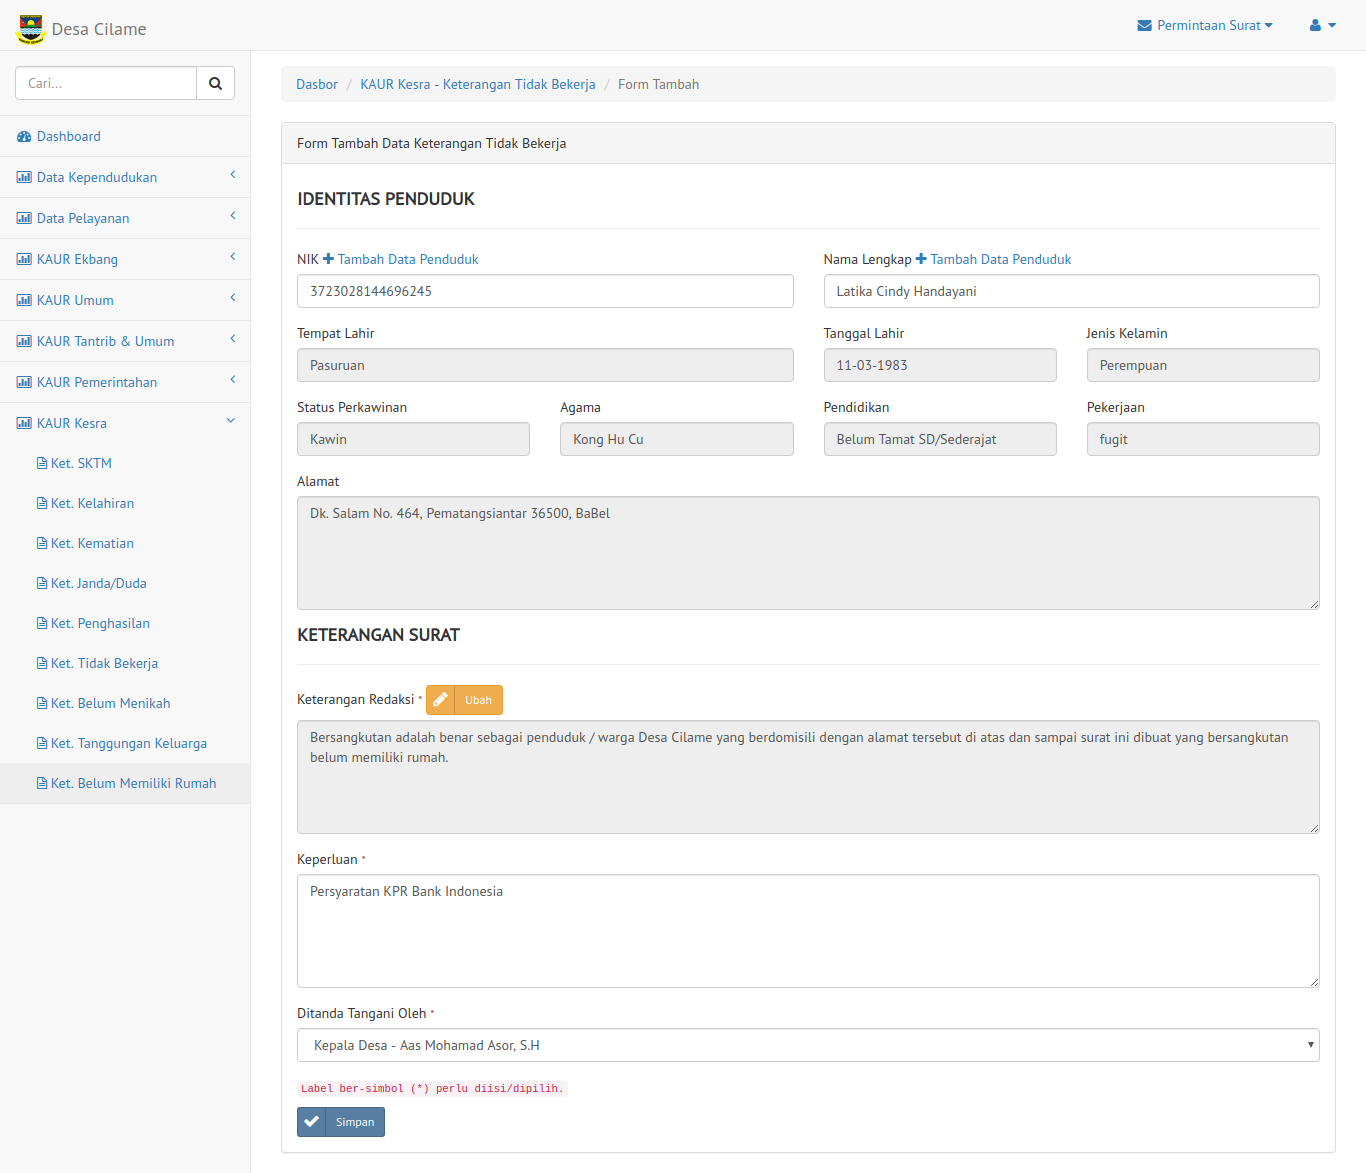 Desa Cilame
Permintaan Surat
Cari...
Dashboard
Data Kependudukan
Data Pelayanan
KAUR Ekbang
KAUR Umum
KAUR Tantrib & Umum
KAUR Pemerintahan
KAUR Kesra
Ket. SKTM
Ket. Kelahiran
Ket. Kematian
Ket. Janda/Duda
Ket. Penghasilan
Ket. Tidak Bekerja
Ket. Belum Menikah
Ket. Tanggungan Keluarga
Ket. Belum Memiliki Rumah
Dasbor / KAUR Kesra - Keterangan Tidak Bekerja / Form Tambah
Form Tambah Data Keterangan Tidak Bekerja
IDENTITAS PENDUDUK
NIK Tambah Data Penduduk
3723028144696245
Nama Lengkap Tambah Data Penduduk
Latika Cindy Handayani
Tempat Lahir
Pasuruan
Tanggal Lahir
11-03-1983
Jenis Kelamin
Perempuan
Status Perkawinan
Kawin
Agama
Kong Hu Cu
Pendidikan
Belum Tamat SD/Sederajat
Pekerjaan
fugit
Alamat
Dk. Salam No. 464, Pematangsiantar 36500, BaBel
KETERANGAN SURAT
Keterangan Redaksi * Ubah
Bersangkutan adalah benar sebagai penduduk / warga Desa Cilame yang berdomisili dengan alamat tersebut di atas dan sampai surat ini dibuat yang bersangkutan
belum memiliki rumah.
Keperluan *
Persyaratan KPR Bank Indonesia
Ditanda Tangani Oleh *
Kepala Desa - Aas Mohamad Asor, S.H
Label ber-simbol (*) perlu diisi/dipilih.
Simpan